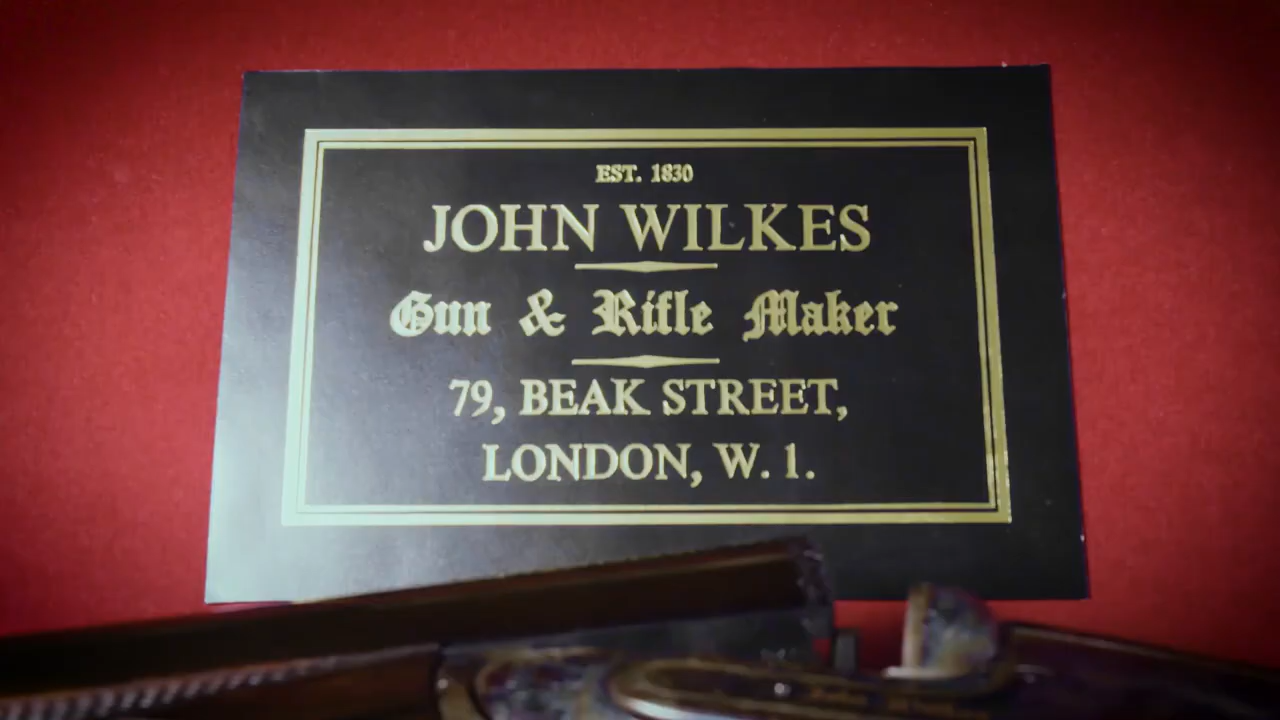 EST. 1830
JOHN WILKES
Gun & Rifle Maker
79, BEAK STREET,
LONDON, W. 1.